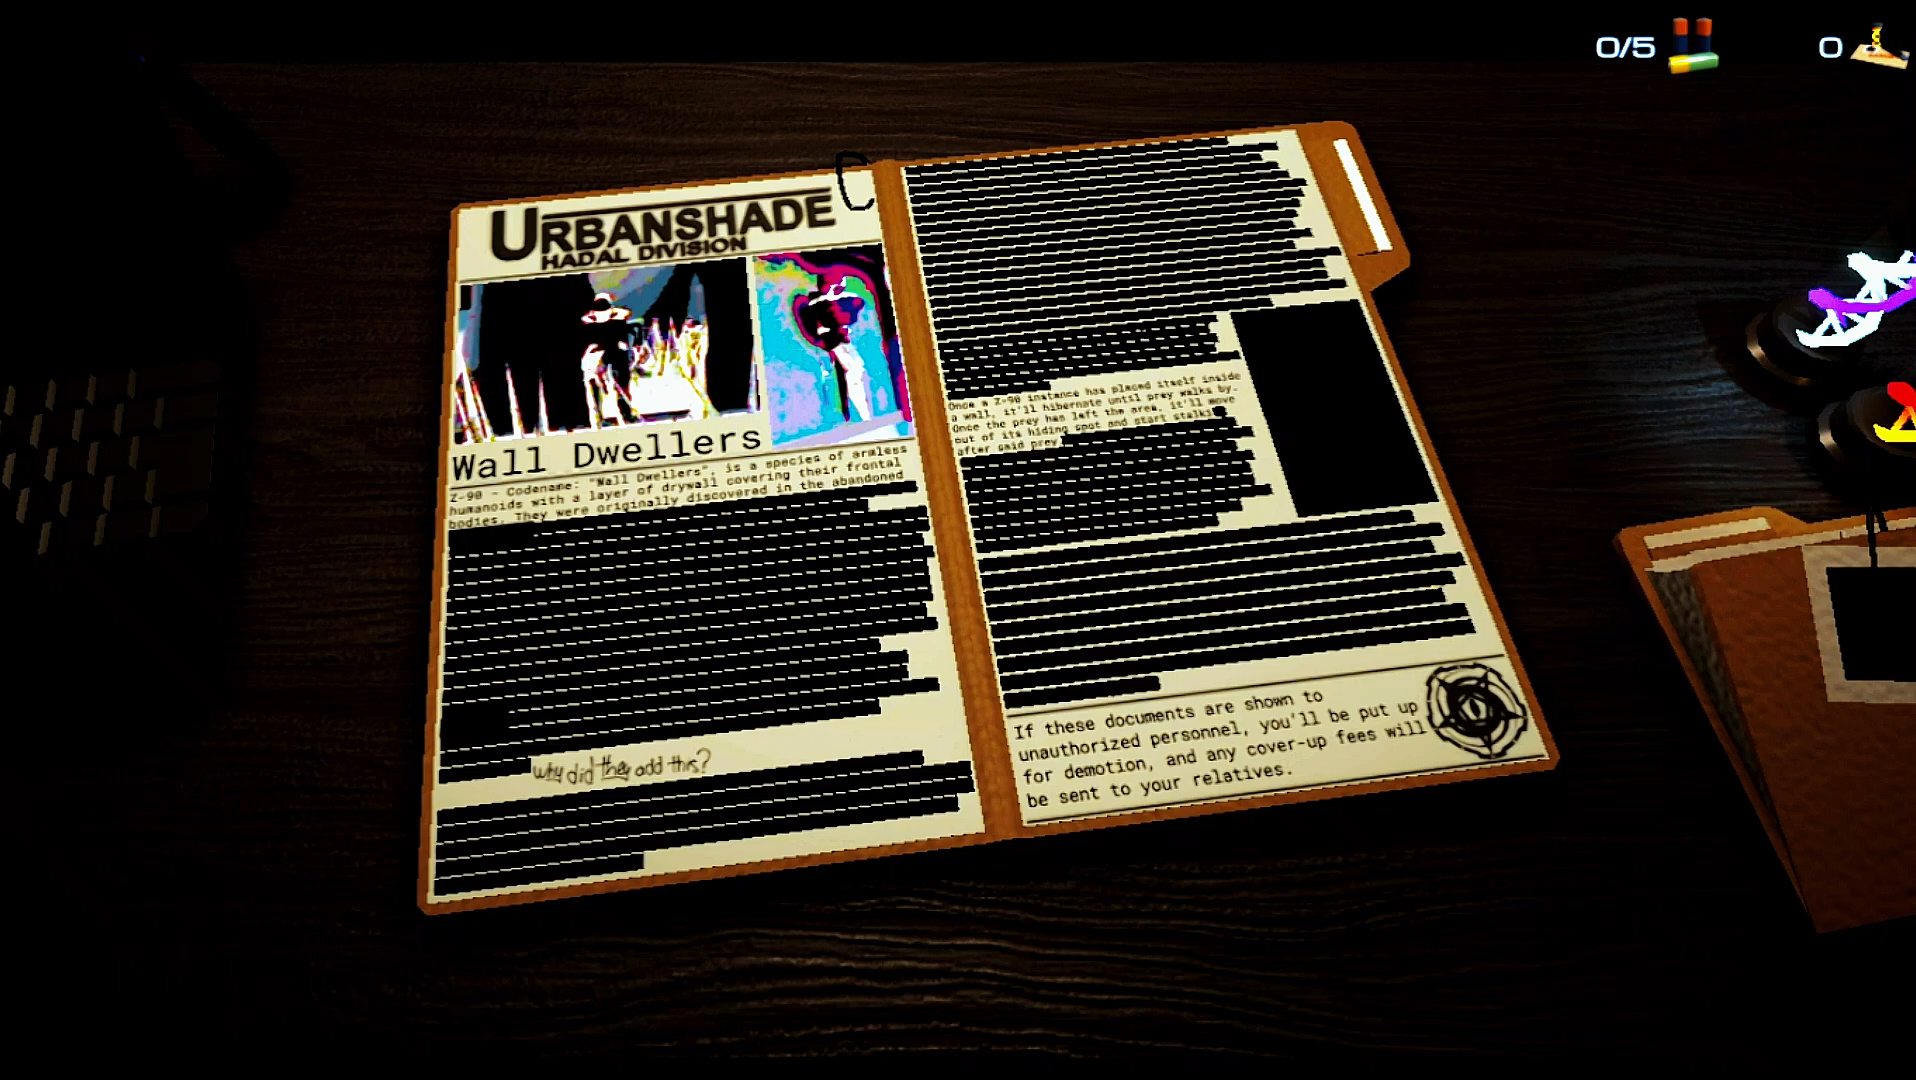 0/5
0
URBANSHADE
HADAL DIVISION
Wall Dwellers
Z-90 - Codename: "Wall Dwellers", is a species of armless
humanoids with a layer of drywall covering their frontal
bodies. They were originally discovered in the abandoned
why did they add this?
Once a Z-90 instance has placed itself inside
a wall, it'll hibernate until prey walks by.
Once the prey has left the area, it'll move
out of its hiding spot and start stalking
after said prey.
If these documents are shown to
unauthorized personnel, you'll be put up
for demotion, and any cover-up fees will
be sent to your relatives.